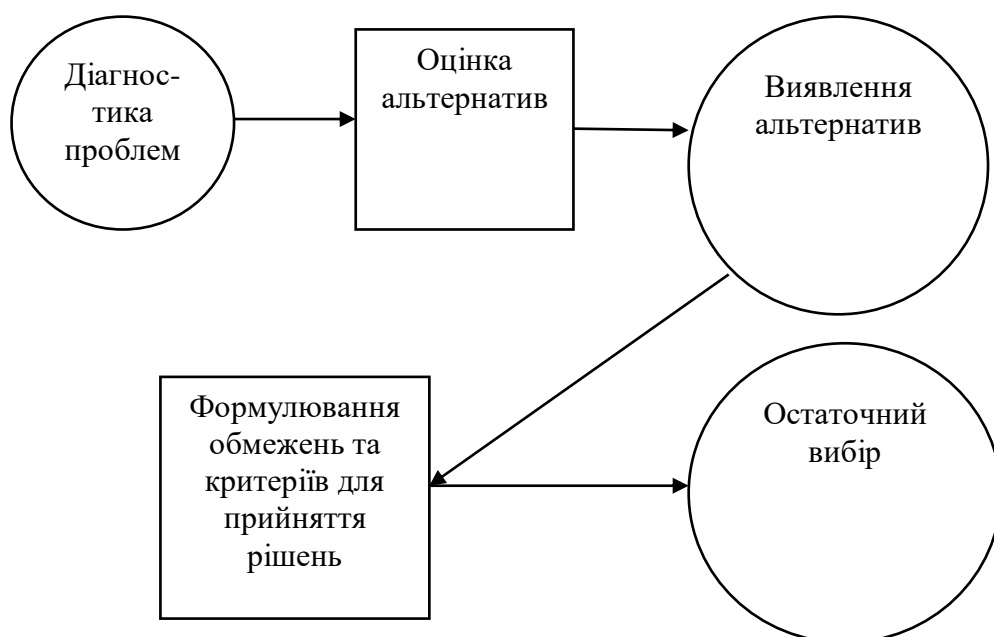 Діагнос-
тика
проблем
Оцінка
альтернатив
Виявлення
альтернатив
Формулювання
обмежень та
критеріїв для
прийняття
рішень
Остаточний
вибір